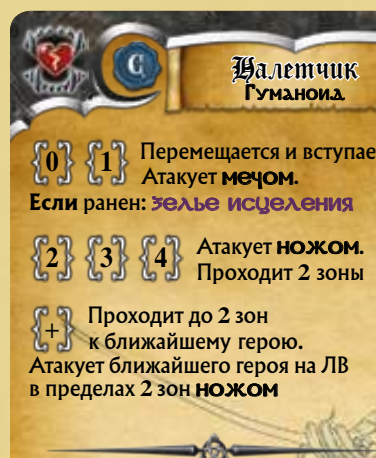 С
Налетчик
Гуманоид
{0} {1} Перемещается и вступае
Атакует мечом.
Если ранен: зелье исцеления
{2} {3} {4} Атакует ножом.
Проходит 2 зоны
{+} Проходит до 2 зон
к ближайшему герою.
Атакует ближайшего героя на ЛВ
в пределах 2 зон ножом